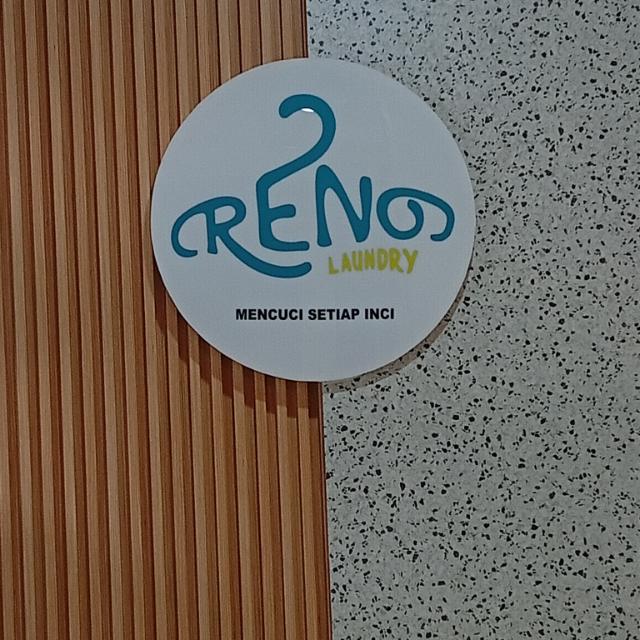 RENO
LAUNDRY
MENCUCI SETIAP INCI